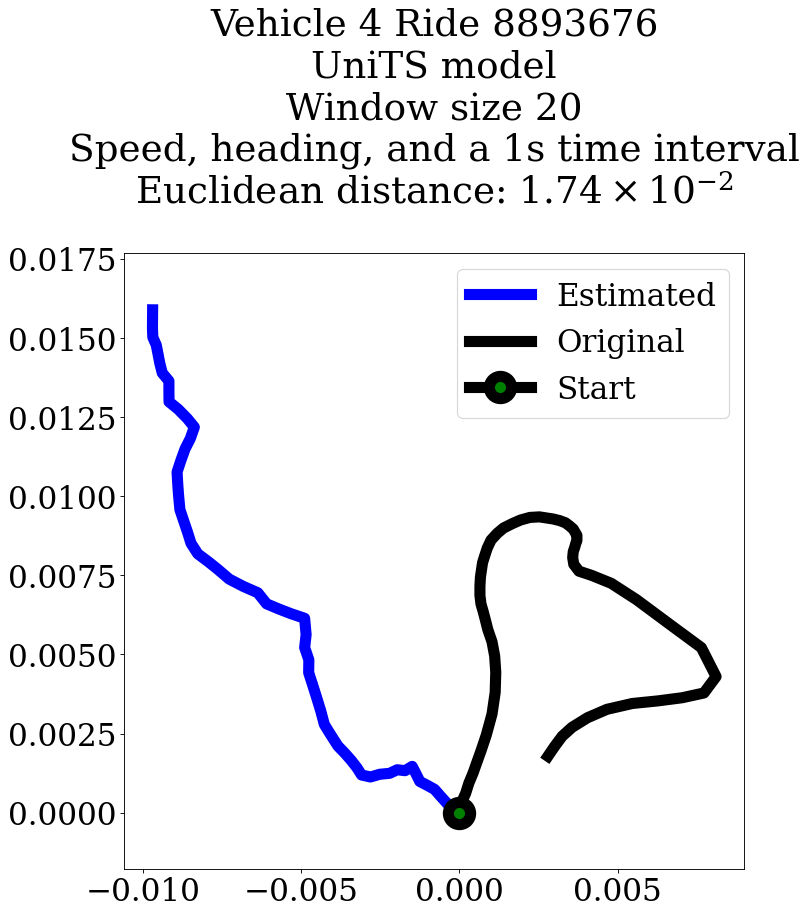 Vehicle 4 Ride 8893676
UniTS model
Window size 20
Speed, heading, and a 1s time interval
Euclidean distance: 1.74 × 10⁻²
0.0175
0.0150
0.0125
0.0100
0.0075
0.0050
0.0025
0.0000
Estimated
Original
Start
−0.010 −0.005 0.000 0.005